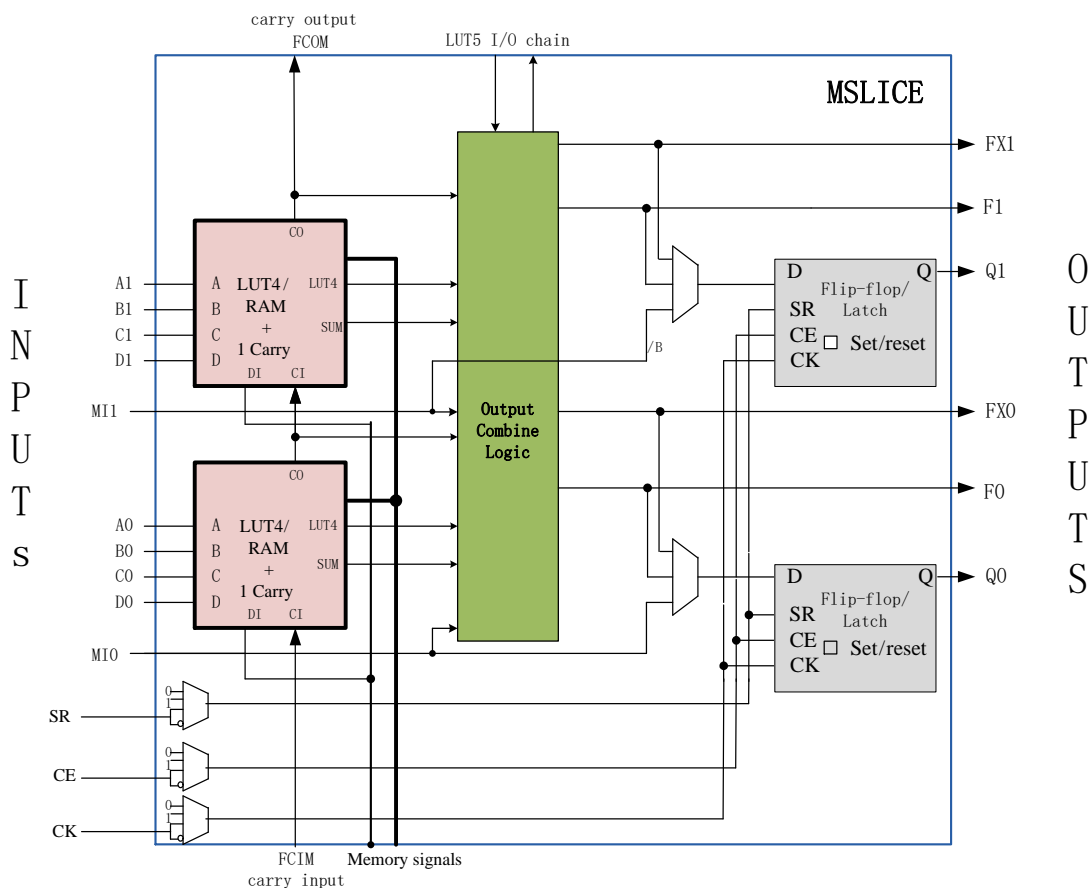 carry output
FCOM
LUT5 I/O chain
MSLICE
FX1
F1
CO
A1
B1
C1
D1
A
B
C
D
LUT4/
RAM
+
1 Carry
LUT4
SUM
DI
CI
/B
D
Q
Flip-flop/
Latch
SR
CE
CK
Set/reset
Q1
MI1
Output
Combine
Logic
FX0
F0
CO
A0
B0
C0
D0
A
B
C
D
LUT4/
RAM
+
1 Carry
LUT4
SUM
DI
CI
D
Q
Flip-flop/
Latch
SR
CE
CK
Set/reset
Q0
MI0
0
1
SR
0
1
CE
0
1
CK
FCIM
carry input
Memory signals
I
N
P
U
T
s
O
U
T
P
U
T
S